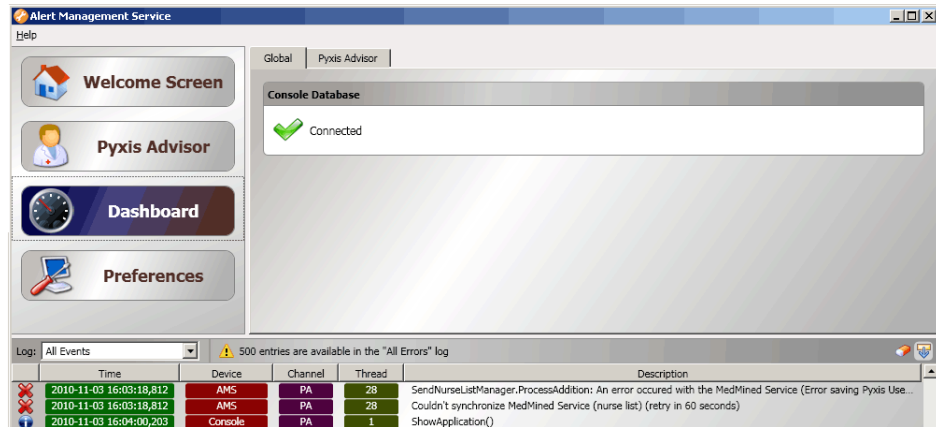 Alert Management Service
Help
Welcome Screen
Pyxis Advisor
Dashboard
Preferences
Global Pyxis Advisor
Console Database
Connected
Log: All Events 500 entries are available in the "All Errors" log
Time Device Channel Thread Description
2010-11-03 16:03:18,812 AMS PA 28 SendNurseListManager.ProcessAddition: An error occured with the MedMined Service (Error saving Pyxis Use...
2010-11-03 16:03:18,812 AMS PA 28 Couldn't synchronize MedMined Service (nurse list) (retry in 60 seconds)
2010-11-03 16:04:00,203 Console PA 1 ShowApplication()